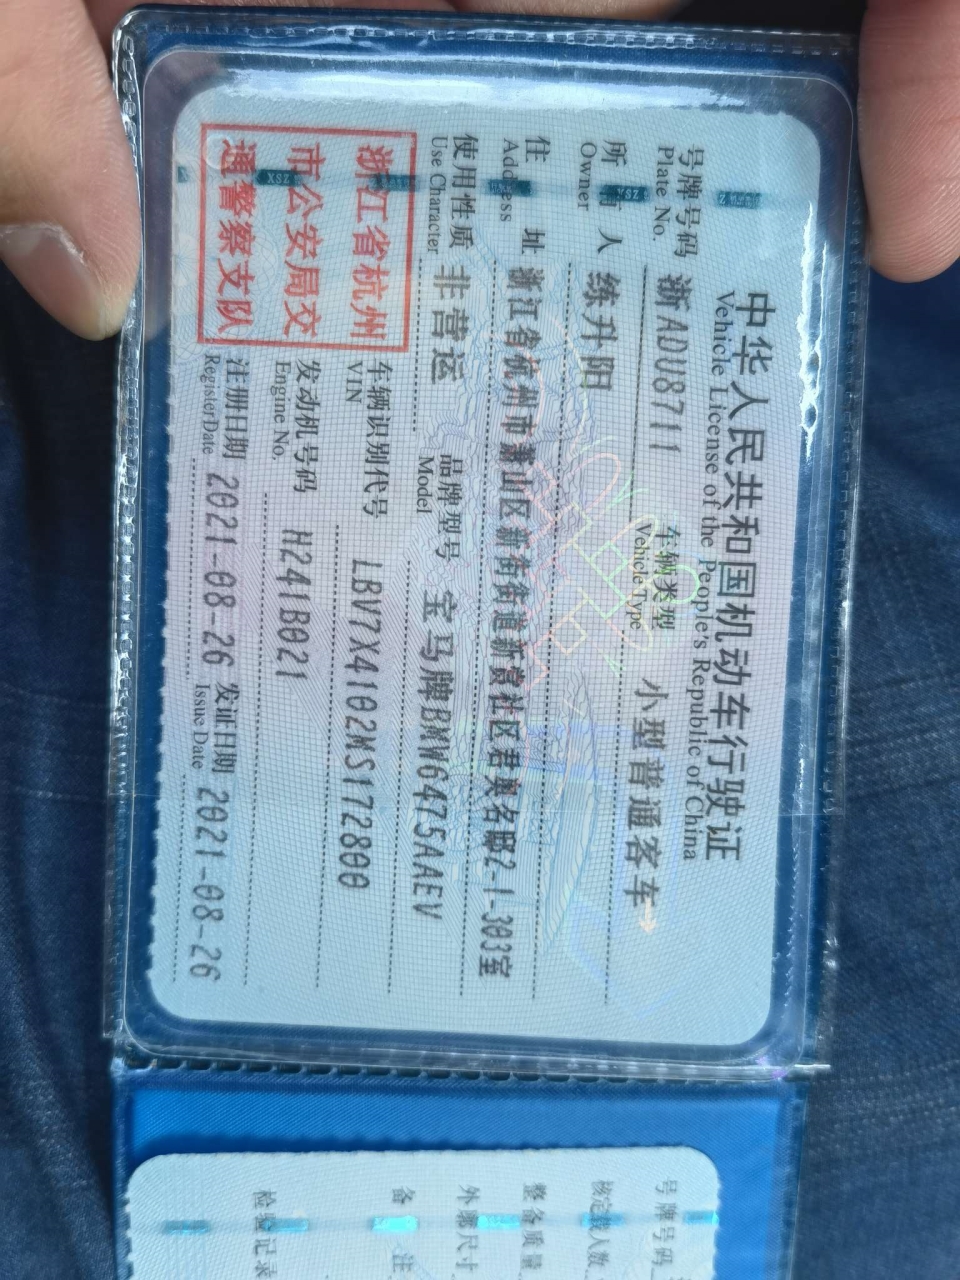 中华人民共和国机动车行驶证
Vehicle License of the People's Republic of China
号牌号码 浙ADU8711 车辆类型 小型普通客车
Plate No. Vehicle Type
所有人 练升阳
Owner
住址 浙江省杭州市萧山区新街街道新赏社区君奥名邸2-1-303室
Address
使用性质 非营运 品牌型号 宝马牌BMW6475AAEV
Use Character Model
浙江省杭州
市公安局交
通警察支队
车辆识别代号 LBV7X4102MS172800
VIN
发动机号码 H241B021
Engine No.
注册日期 2021-08-26 发证日期 2021-08-26
Register Date Issue Date
号牌号码
核定载人数
整备质量
外廓尺寸
备注
检验记录